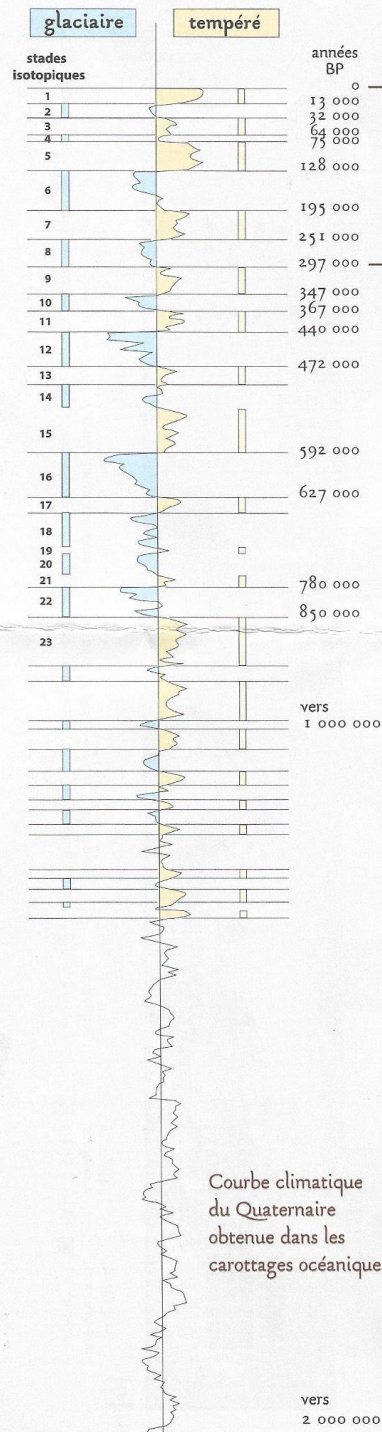 glaciaire
tempéré
stades
isotopiques
années
BP
0
1
13 000
2
32 000
3
64 000
4
75 000
5
128 000
6
195 000
7
251 000
8
297 000
9
347 000
10
367 000
11
440 000
12
472 000
13
14
15
592 000
16
627 000
17
18
19
20
21
780 000
22
850 000
23
vers
1 000 000
Courbe climatique
du Quaternaire
obtenue dans les
carottages océanique
vers
2 000 000